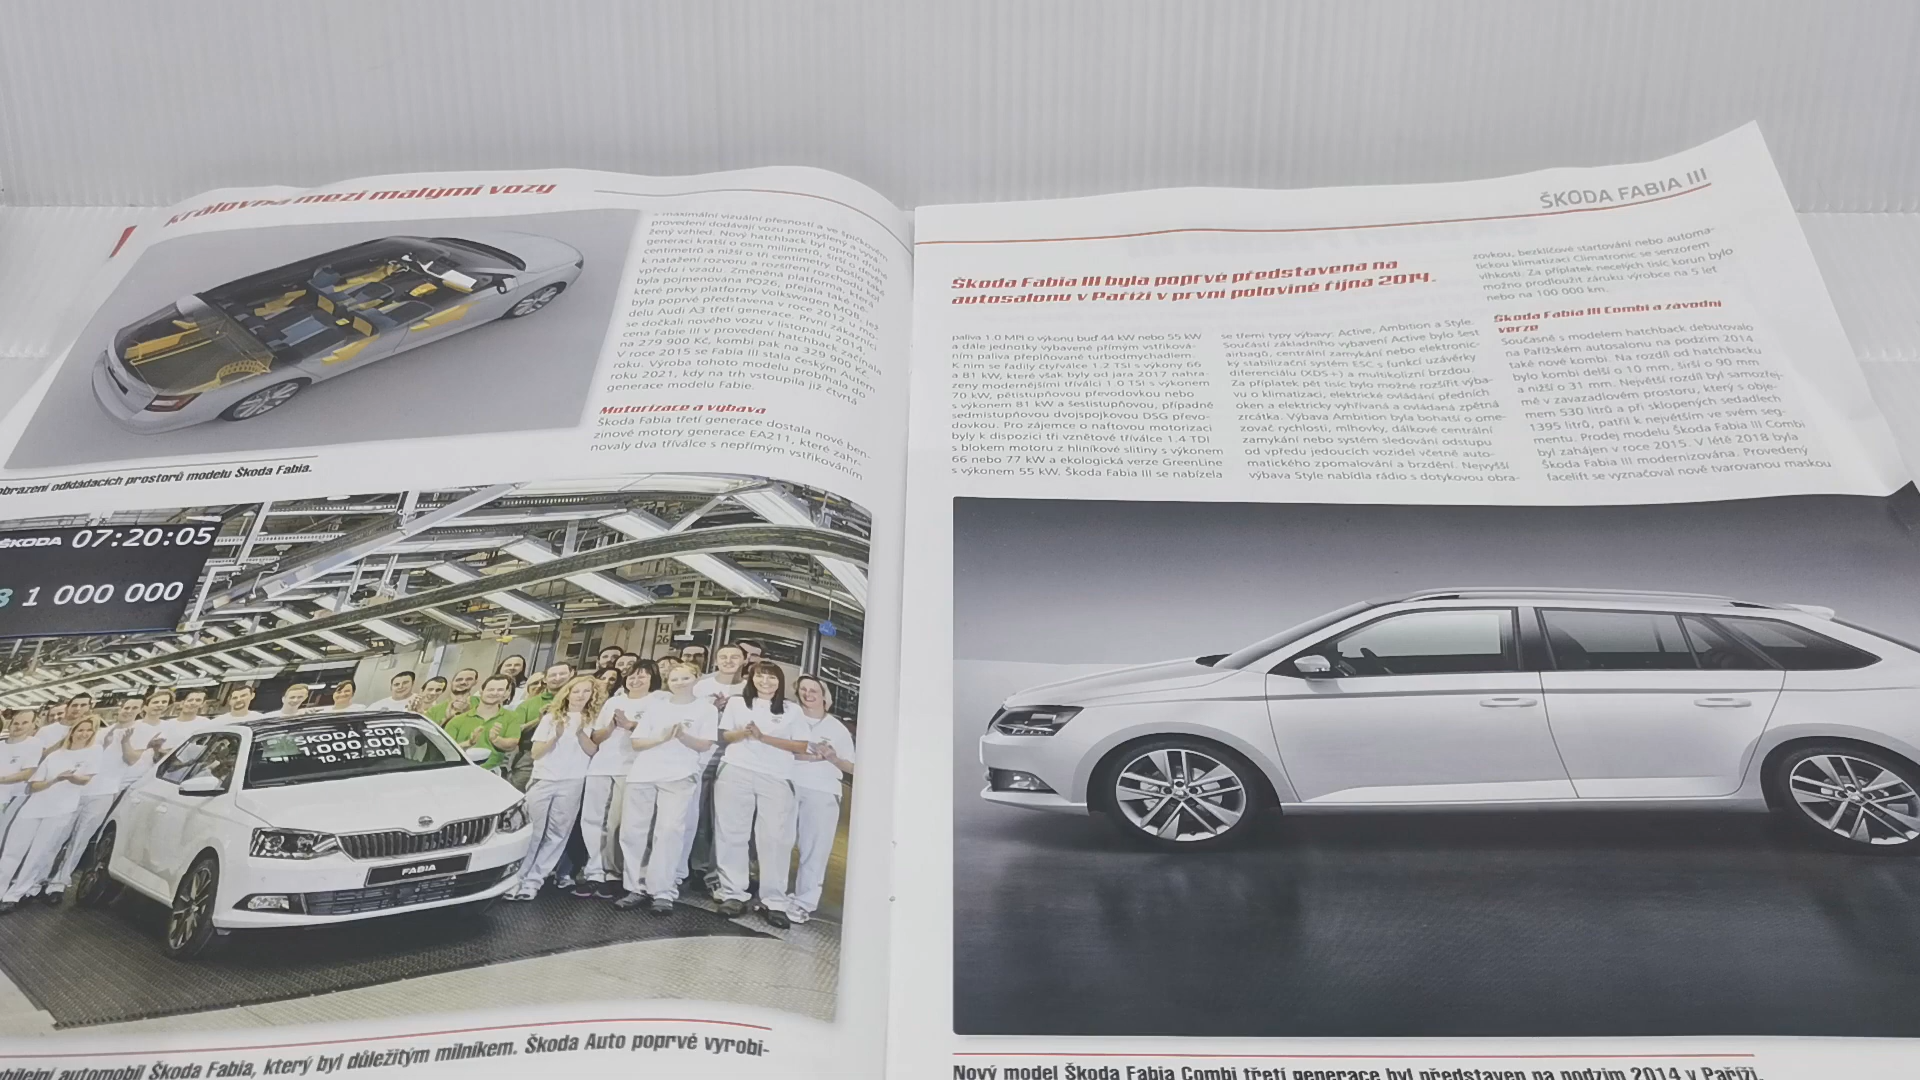 Královna mezi malými vozy
s maximální vizuální přesností a ve špičkovém
provedení dodávají vozu promyšlený a svěží
žený vzhled. Nový hatchback byl oproti druhé
generaci kratší o osm milimetrů, širší o devět
centimetrů a nižší o tři centimetry. Došlo tak
k natažení rozvoru a rozšíření rozchodu kol
vpředu i vzadu. Změněná platforma, která
byla pojmenována PQ26, přejala také ně-
které prvky platformy Volkswagen MQB, jež
byla poprvé představena v roce 2012 u mo-
delu Audi A3 třetí generace. První zákazníci
se dočkali nového vozu v listopadu 2014,
cena Fabie III v provedení hatchback začínala
na 279 900 Kč, kombi pak na 329 900 Kč.
V roce 2015 se Fabia III stala českým autem
roku. Výroba tohoto modelu probíhala do
roku 2021, kdy na trh vstoupila již čtvrtá
generace modelu Fabie.
Motorizace a výbava
Škoda Fabia třetí generace dostala nové ben-
zínové motory generace EA211, které zahr-
novaly dva tříválce s nepřímým vstřikováním
obrazení odkládacích prostorů modelu Škoda Fabia.
ŠKODA 07:20:05
1 000 000
H
26
ŠKODA 2014
1.000.000
10. 12. 2014
FABIA
ubilejní automobil Škoda Fabia, který byl důležitým milníkem. Škoda Auto poprvé vyrobi-
ŠKODA FABIA III
Škoda Fabia III byla poprvé představena na
autosalonu v Paříži v první polovině října 2014.
paliva 1.0 MPI o výkonu buď 44 kW nebo 55 kW
a dále jednotky vybavené přímým vstřiková-
ním paliva přeplňované turbodmychadlem.
K nim se řadily čtyřválce 1.2 TSI s výkony 66
a 81 kW, které však byly od jara 2017 nahra-
zeny modernějšími tříválci 1.0 TSI s výkonem
70 kW, pětistupňovou převodovkou nebo
s výkonem 81 kW a šestistupňovou, případně
sedmistupňovou dvojspojkovou DSG převo-
dovkou. Pro zájemce o naftovou motorizaci
byly k dispozici tři vznětové tříválce 1.4 TDI
s blokem motoru z hliníkové slitiny s výkonem
66 nebo 77 kW a ekologická verze GreenLine
s výkonem 55 kW. Škoda Fabia III se nabízela
se třemi typy výbavy: Active, Ambition a Style.
Součástí základního vybavení Active bylo šest
airbagů, centrální zamykání nebo elektronic-
ký stabilizační systém ESC s funkcí uzávěrky
diferenciálu (XDS+) a multikolizní brzdou.
Za příplatek pět tisíc bylo možné rozšířit výba-
vu o klimatizaci, elektrické ovládání předních
oken a elektricky vyhřívaná a ovládaná zpětná
zrcátka. Výbava Ambition byla bohatší o ome-
zovač rychlosti, mlhovky, dálkové centrální
zamykání nebo systém sledování odstupu
od vpředu jedoucích vozidel včetně auto-
matického zpomalování a brzdění. Nejvyšší
výbava Style nabídla rádio s dotykovou obra-
zovkou, bezklíčové startování nebo automa-
tickou klimatizaci Climatronic se senzorem
vlhkosti. Za příplatek necelých tisíc korun bylo
možno prodloužit záruku výrobce na 5 let
nebo na 100 000 km.
Škoda Fabia III Combi a závodní
verze
Současně s modelem hatchback debutovalo
na Pařížském autosalonu na podzim 2014
také nové kombi. Na rozdíl od hatchbacku
bylo kombi delší o 10 mm, širší o 90 mm
a nižší o 31 mm. Největší rozdíl byl samozřej-
mě v zavazadlovém prostoru, který s obje-
mem 530 litrů a při sklopených sedadlech
1395 litrů, patřil k největším ve svém seg-
mentu. Prodej modelu Škoda Fabia III Combi
byl zahájen v roce 2015. V létě 2018 byla
Škoda Fabia III modernizována. Provedený
facelift se vyznačoval nově tvarovanou maskou
Nový model Škoda Fabia Combi třetí generace byl představen na podzim 2014 v Paříži.